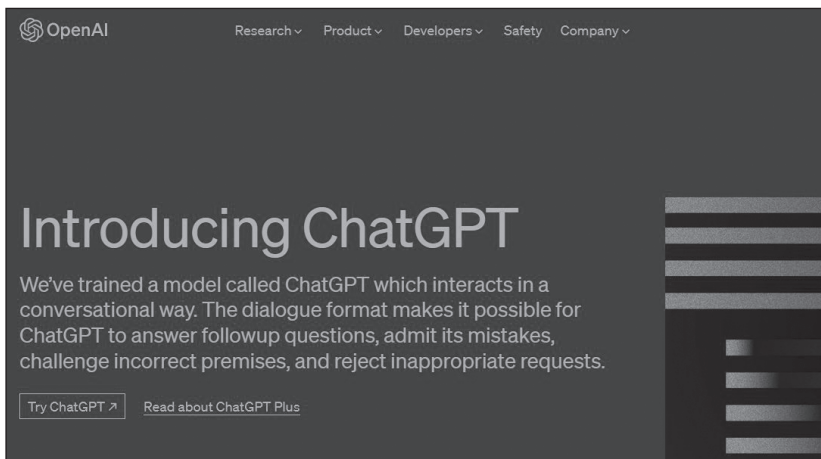 OpenAI
Research Product Developers Safety Company
Introducing ChatGPT
We've trained a model called ChatGPT which interacts in a
conversational way. The dialogue format makes it possible for
ChatGPT to answer followup questions, admit its mistakes,
challenge incorrect premises, and reject inappropriate requests.
Try ChatGPT ↗ Read about ChatGPT Plus